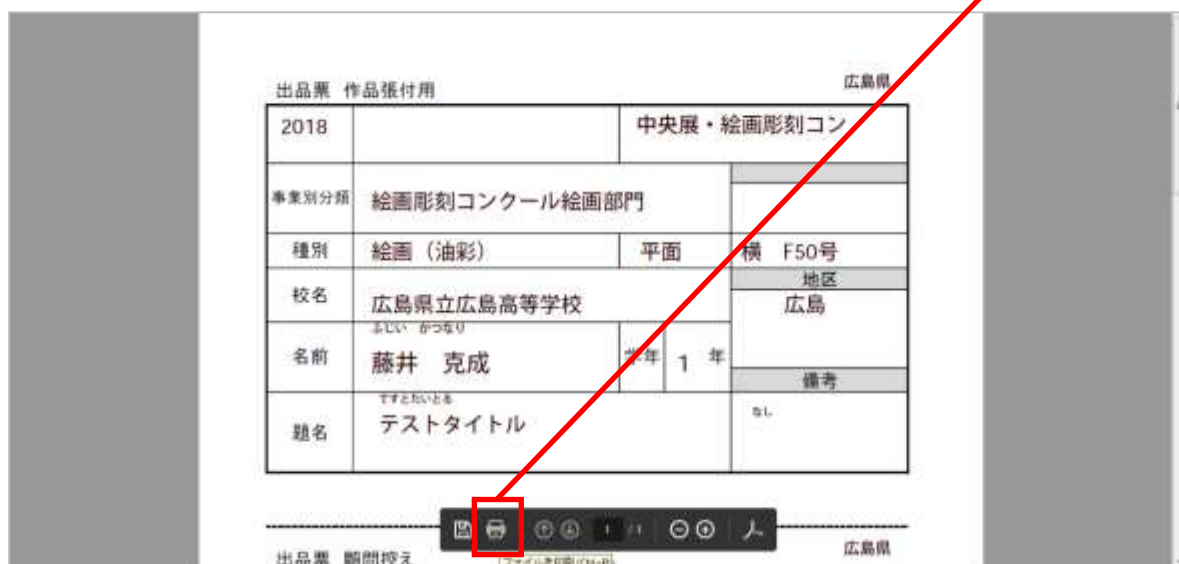 出品票 作品張付用 広島県
2018 中央展・絵画彫刻コン
事業別分類 絵画彫刻コンクール絵画部門
種別 絵画（油彩） 平面 横 F50号
地区
校名 広島県立広島高等学校 広島
ふじい かつなり
名前 藤井 克成 学年 1 年
備考
てすとたいとる
題名 テストタイトル なし
1 /1
出品票 顧問控え 広島県